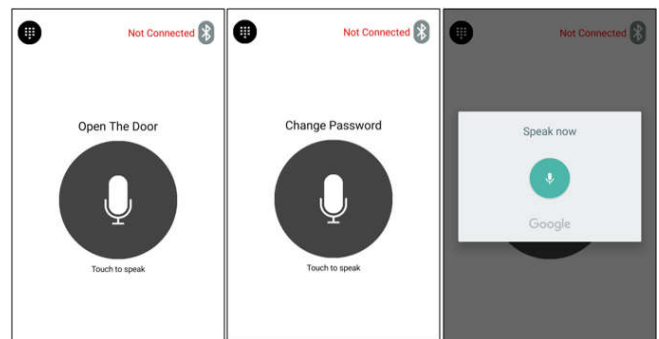 Not Connected
Open The Door
Touch to speak
Not Connected
Change Password
Touch to speak
Not Connected
Speak now
Google